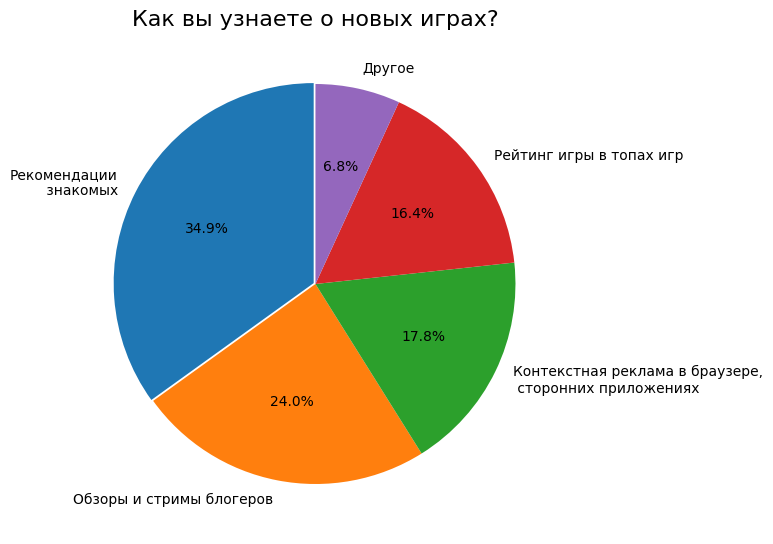 Как вы узнаете о новых играх?
Другое
6.8%
Рейтинг игры в топах игр
16.4%
Рекомендации
знакомых
34.9%
17.8%
Контекстная реклама в браузере,
сторонних приложениях
24.0%
Обзоры и стримы блогеров